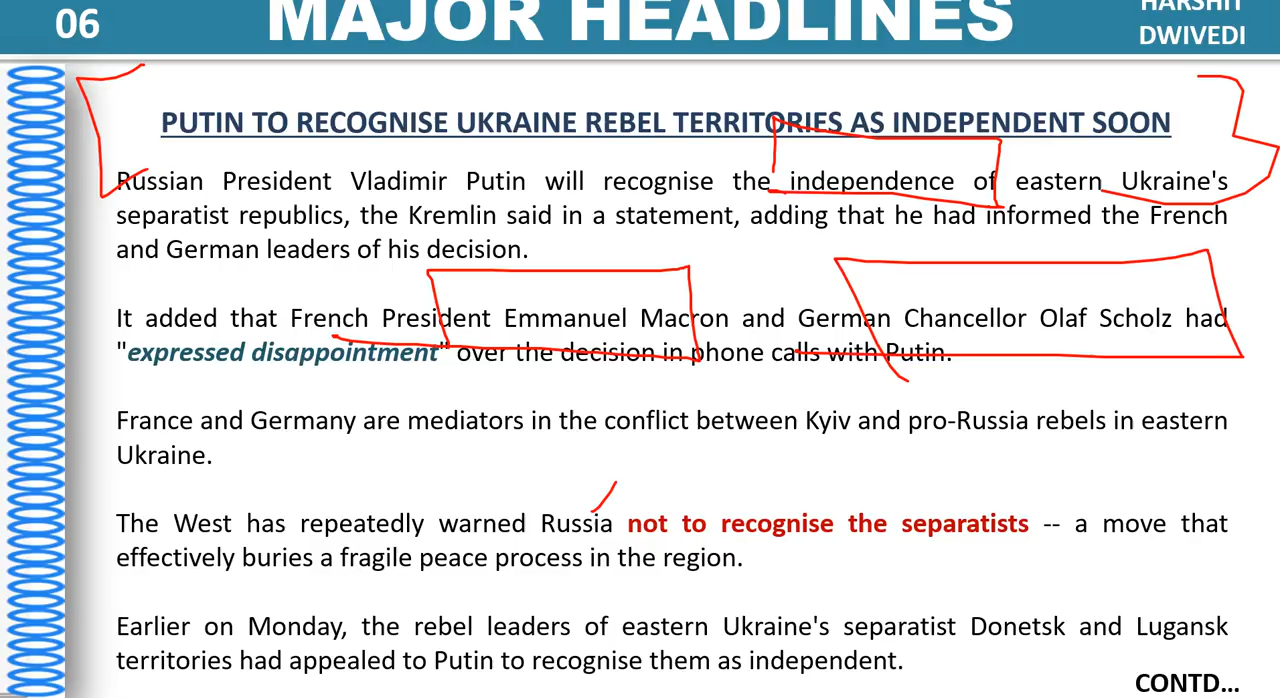 06
MAJOR HEADLINES
HARSHIT
DWIVEDI
PUTIN TO RECOGNISE UKRAINE REBEL TERRITORIES AS INDEPENDENT SOON
Russian President Vladimir Putin will recognise the independence of eastern Ukraine's
separatist republics, the Kremlin said in a statement, adding that he had informed the French
and German leaders of his decision.
It added that French President Emmanuel Macron and German Chancellor Olaf Scholz had
"expressed disappointment" over the decision in phone calls with Putin.
France and Germany are mediators in the conflict between Kyiv and pro-Russia rebels in eastern
Ukraine.
The West has repeatedly warned Russia not to recognise the separatists -- a move that
effectively buries a fragile peace process in the region.
Earlier on Monday, the rebel leaders of eastern Ukraine's separatist Donetsk and Lugansk
territories had appealed to Putin to recognise them as independent.
CONTD...